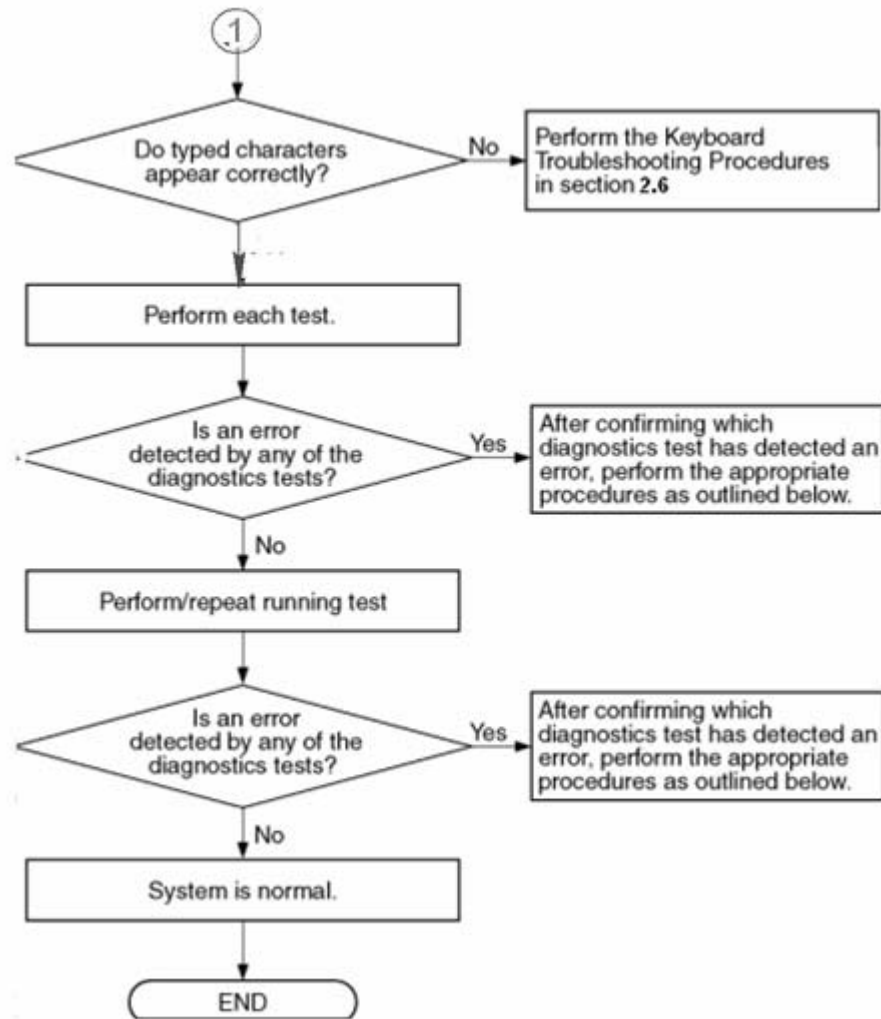 1
Do typed characters
appear correctly?
No
Perform the Keyboard
Troubleshooting Procedures
in section 2.6
Perform each test.
Is an error
detected by any of the
diagnostics tests?
Yes
After confirming which
diagnostics test has detected an
error, perform the appropriate
procedures as outlined below.
No
Perform/repeat running test
Is an error
detected by any of the
diagnostics tests?
Yes
After confirming which
diagnostics test has detected an
error, perform the appropriate
procedures as outlined below.
No
System is normal.
END